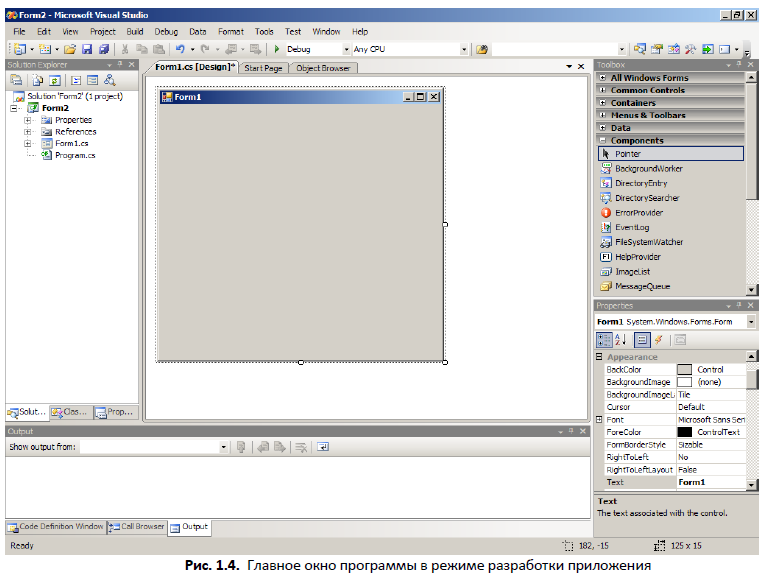 Form2 - Microsoft Visual Studio
File Edit View Project Build Debug Data Format Tools Test Window Help
Debug Any CPU
Solution Explorer
Solution 'Form2' (1 project)
Form2
Properties
References
Form1.cs
Program.cs
Solut... Clas... Prop...
Form1.cs [Design]* Start Page Object Browser
Form1
Toolbox
All Windows Forms
Common Controls
Containers
Menus & Toolbars
Data
Components
Pointer
BackgroundWorker
DirectoryEntry
DirectorySearcher
ErrorProvider
EventLog
FileSystemWatcher
HelpProvider
ImageList
MessageQueue
Properties
Form1 System.Windows.Forms.Form
Appearance
BackColor Control
BackgroundImage (none)
BackgroundImageL Tile
Cursor Default
Font Microsoft Sans Seri
ForeColor ControlText
FormBorderStyle Sizable
RightToLeft No
RightToLeftLayout False
Text Form1
Text
The text associated with the control.
Output
Show output from:
Code Definition Window Call Browser Output
Ready 182, -15 125 x 15
Рис. 1.4. Главное окно программы в режиме разработки приложения